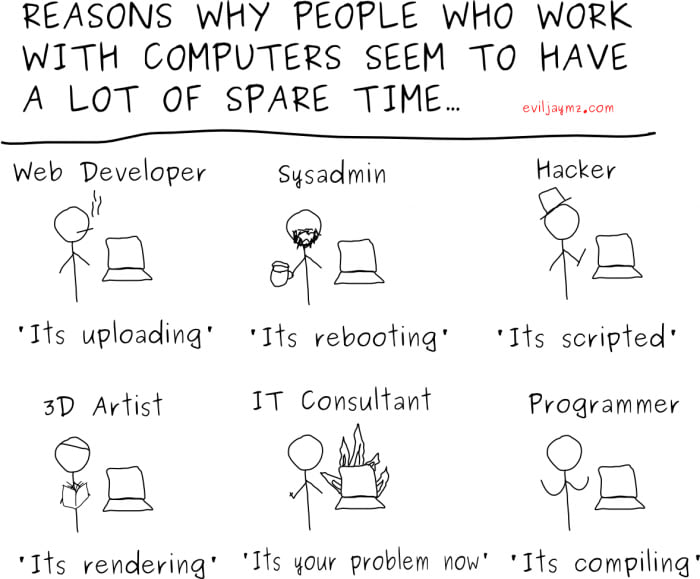 REASONS WHY PEOPLE WHO WORK
WITH COMPUTERS SEEM TO HAVE
A LOT OF SPARE TIME...
eviljaymz.com
Web Developer
Sysadmin
Hacker
'Its uploading'
'Its rebooting'
'Its scripted'
3D Artist
IT Consultant
Programmer
'Its rendering'
'Its your problem now'
'Its compiling'